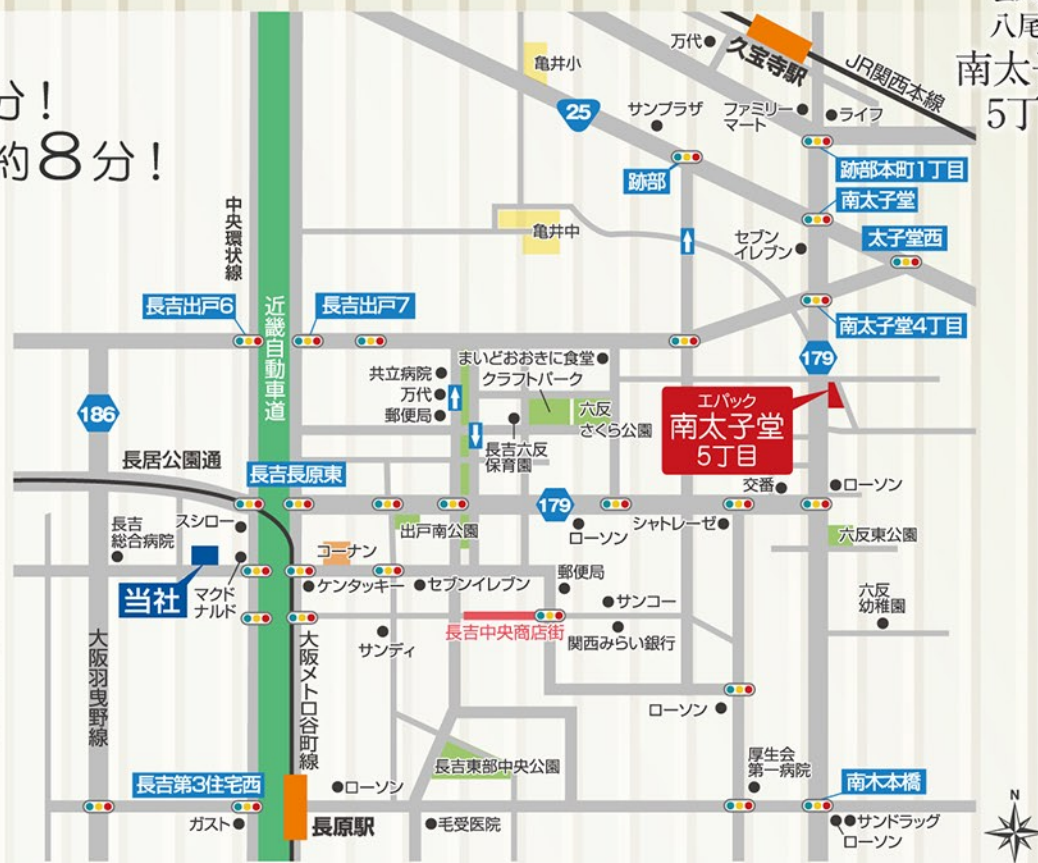 分!
約8分!
八尾
南太子
5丁
万代
久宝寺駅
JR関西本線
亀井小
25
サンプラザ
ファミリー
マート
ライフ
跡部
跡部本町1丁目
南太子堂
太子堂西
セブン
イレブン
亀井中
中央環状線
長吉出戸6
近畿自動車道
長吉出戸7
南太子堂4丁目
179
まいどおおきに食堂
クラフトパーク
共立病院
万代
郵便局
六反
さくら公園
長吉六反
保育園
エバック
南太子堂
5丁目
186
長居公園通
長吉長原東
179
交番
ローソン
長吉
総合病院
スシロー
出戸南公園
ローソン
シャトレーゼ
六反東公園
コーナン
当社
マクド
ナルド
ケンタッキー
セブンイレブン
郵便局
サンコー
六反
幼稚園
長吉中央商店街
関西みらい銀行
サンディ
大阪羽曳野線
大阪メトロ谷町線
ローソン
長吉東部中央公園
厚生会
第一病院
長吉第3住宅西
ローソン
南木本橋
ガスト
長原駅
毛受医院
サンドラッグ
ローソン
N